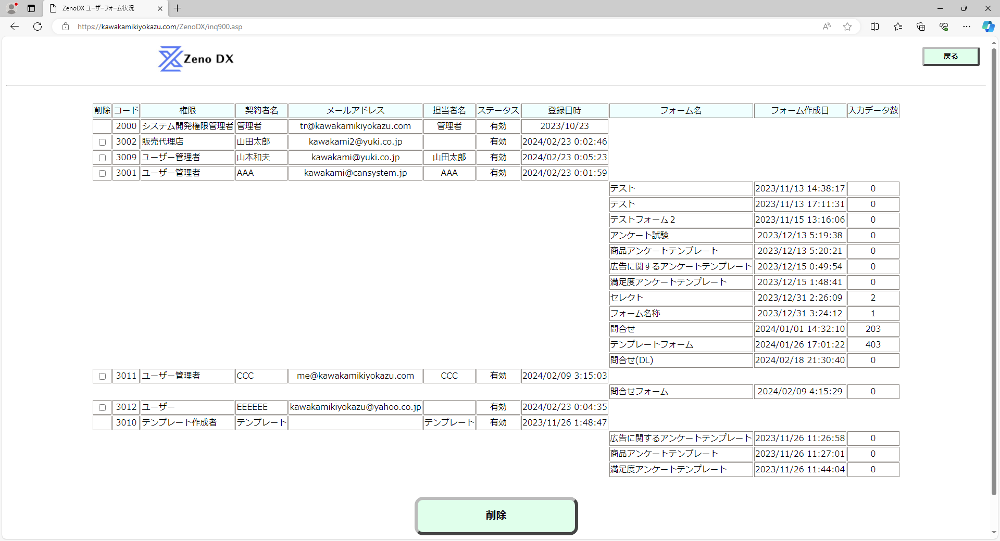 ZenoDX ユーザーフォーム状況
https://kawakamikiyokazu.com/ZenoDX/inq900.asp
Zeno DX
戻る
削除 コード 権限 契約者名 メールアドレス 担当者名 ステータス 登録日時 フォーム名 フォーム作成日 入力データ数
2000 システム開発権限管理者 管理者 tr@kawakamikiyokazu.com 管理者 有効 2023/10/23
3002 販売代理店 山田太郎 kawakami2@yuki.co.jp 有効 2024/02/23 0:02:46
3009 ユーザー管理者 山本和夫 kawakami@yuki.co.jp 山田太郎 有効 2024/02/23 0:05:23
3001 ユーザー管理者 AAA kawakami@cansystem.jp AAA 有効 2024/02/23 0:01:59
テスト 2023/11/13 14:38:17 0
テスト 2023/11/13 17:11:31 0
テストフォーム２ 2023/11/15 13:16:06 0
アンケート試験 2023/12/13 5:19:38 0
商品アンケートテンプレート 2023/12/13 5:20:21 0
広告に関するアンケートテンプレート 2023/12/15 0:49:54 0
満足度アンケートテンプレート 2023/12/15 1:48:41 0
セレクト 2023/12/31 2:26:09 2
フォーム名称 2023/12/31 3:24:12 1
問合せ 2024/01/01 14:32:10 203
テンプレートフォーム 2024/01/26 17:01:22 403
問合せ(DL) 2024/02/18 21:30:40 0
3011 ユーザー管理者 CCC me@kawakamikiyokazu.com CCC 有効 2024/02/09 3:15:03
問合せフォーム 2024/02/09 4:15:29 0
3012 ユーザー EEEEEE kawakamikiyokazu@yahoo.co.jp 有効 2024/02/23 0:04:35
3010 テンプレート作成者 テンプレート テンプレート 有効 2023/11/26 1:48:47
広告に関するアンケートテンプレート 2023/11/26 11:26:58 0
商品アンケートテンプレート 2023/11/26 11:27:01 0
満足度アンケートテンプレート 2023/11/26 11:44:04 0
削除